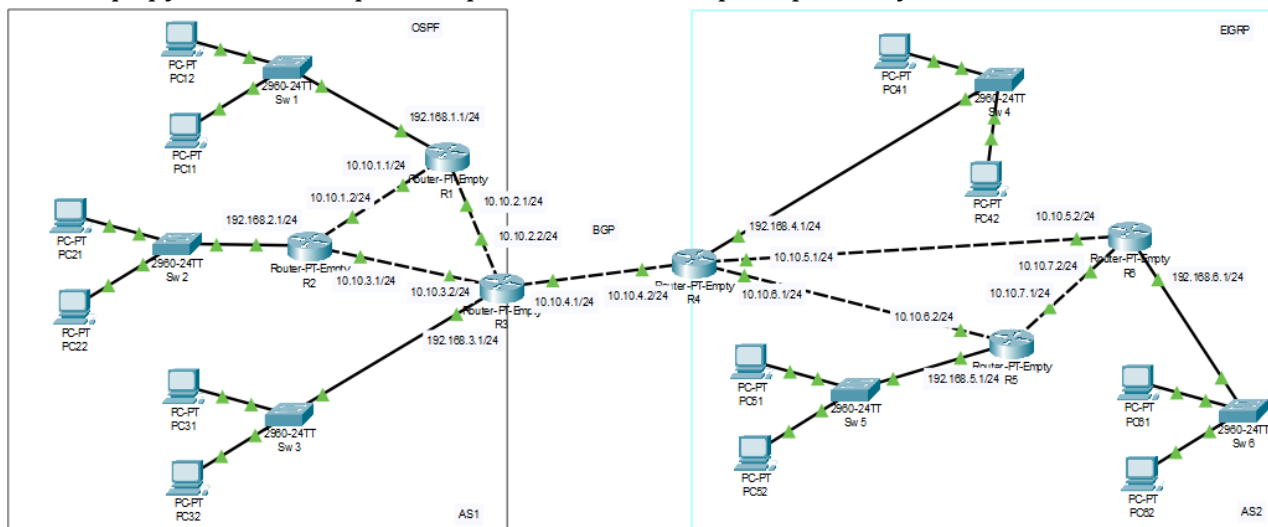 OSPF
EIGRP
PC-PT
PC12
2960-24TT
Sw 1
PC-PT
PC11
192.168.1.1/24
10.10.1.1/24
Router-PT-Empty
R1
10.10.1.2/24
10.10.2.1/24
PC-PT
PC21
192.168.2.1/24
2960-24TT
Sw 2
Router-PT-Empty
R2
10.10.2.2/24
PC-PT
PC22
10.10.3.1/24
10.10.3.2/24
Router-PT-Empty
R3
10.10.4.1/24
192.168.3.1/24
PC-PT
PC31
2960-24TT
Sw 3
PC-PT
PC32
AS1
BGP
10.10.4.2/24
Router-PT-Empty
R4
PC-PT
PC41
2960-24TT
Sw 4
PC-PT
PC42
192.168.4.1/24
10.10.5.2/24
10.10.5.1/24
Router-PT-Empty
R6
10.10.7.2/24
192.168.6.1/24
10.10.6.1/24
10.10.7.1/24
10.10.6.2/24
Router-PT-Empty
R5
192.168.5.1/24
PC-PT
PC51
2960-24TT
Sw 5
PC-PT
PC52
PC-PT
PC61
2960-24TT
Sw 6
PC-PT
PC62
AS2